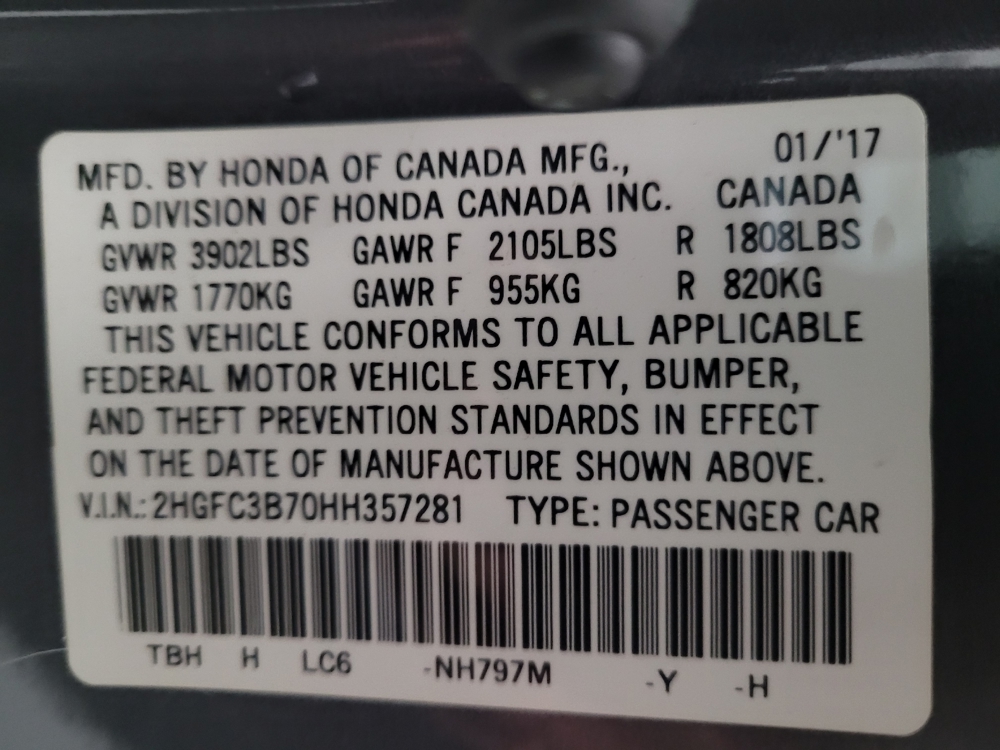 MFD. BY HONDA OF CANADA MFG., 01/'17
A DIVISION OF HONDA CANADA INC. CANADA
GVWR 3902LBS GAWR F 2105LBS R 1808LBS
GVWR 1770KG GAWR F 955KG R 820KG
THIS VEHICLE CONFORMS TO ALL APPLICABLE
FEDERAL MOTOR VEHICLE SAFETY, BUMPER,
AND THEFT PREVENTION STANDARDS IN EFFECT
ON THE DATE OF MANUFACTURE SHOWN ABOVE.
V.I.N.: 2HGFC3B70HH357281 TYPE: PASSENGER CAR
TBH H LC6 -NH797M -Y -H